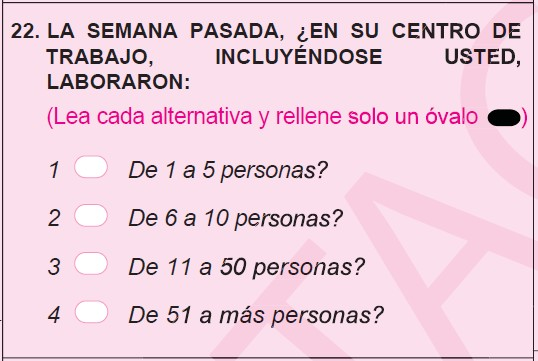 22. LA SEMANA PASADA, ¿EN SU CENTRO DE
TRABAJO, INCLUYÉNDOSE USTED,
LABORARON:
(Lea cada alternativa y rellene solo un óvalo )
1 De 1 a 5 personas?
2 De 6 a 10 personas?
3 De 11 a 50 personas?
4 De 51 a más personas?